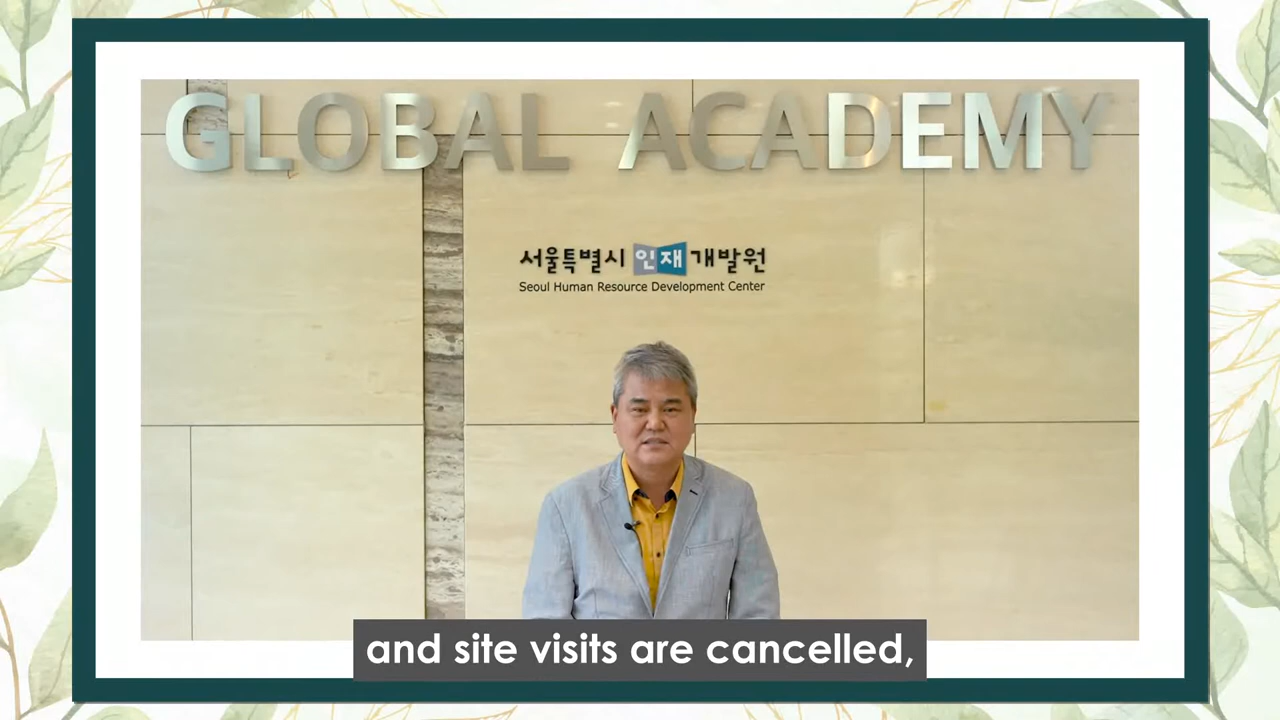 GLOBAL ACADEMY
서울특별시 인재개발원
Seoul Human Resource Development Center
and site visits are cancelled,